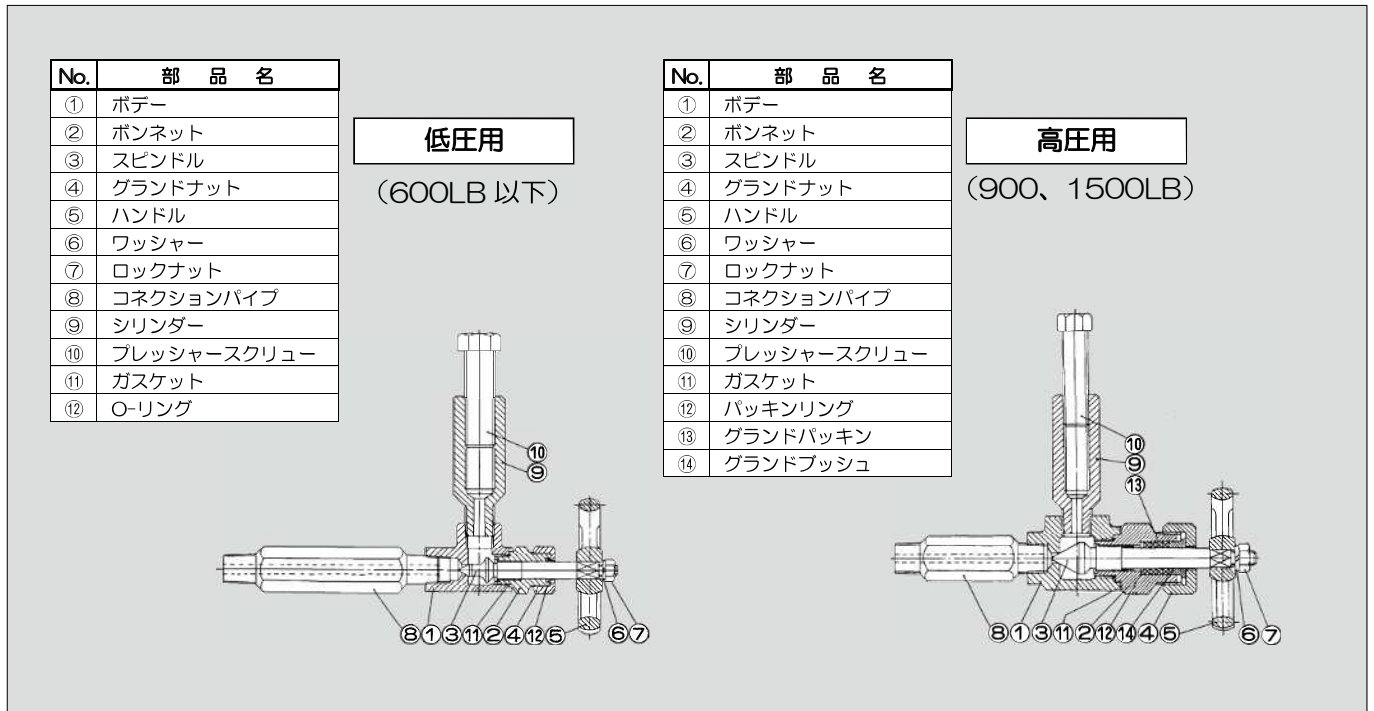 No. 部 品 名
① ボデー
② ボンネット
③ スピンドル
④ グランドナット
⑤ ハンドル
⑥ ワッシャー
⑦ ロックナット
⑧ コネクションパイプ
⑨ シリンダー
⑩ プレッシャースクリュー
⑪ ガスケット
⑫ O-リング
低圧用
（600LB 以下）
⑩
⑨
⑧①③⑪②④⑫⑤ ⑥⑦
No. 部 品 名
① ボデー
② ボンネット
③ スピンドル
④ グランドナット
⑤ ハンドル
⑥ ワッシャー
⑦ ロックナット
⑧ コネクションパイプ
⑨ シリンダー
⑩ プレッシャースクリュー
⑪ ガスケット
⑫ パッキンリング
⑬ グランドパッキン
⑭ グランドブッシュ
高圧用
（900、1500LB）
⑩
⑨
⑬
⑧①③⑪②⑫⑭④⑤ ⑥⑦